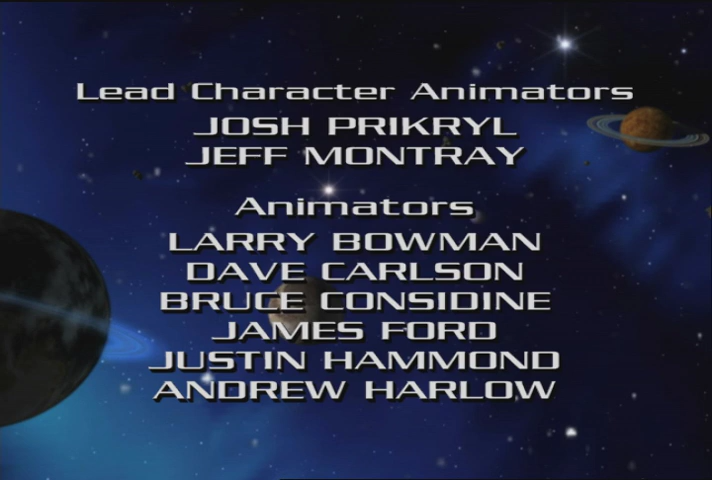 Lead Character Animators
JOSH PRIKRYL
JEFF MONTRAY
Animators
LARRY BOWMAN
DAVE CARLSON
BRUCE CONSIDINE
JAMES FORD
JUSTIN HAMMOND
ANDREW HARLOW